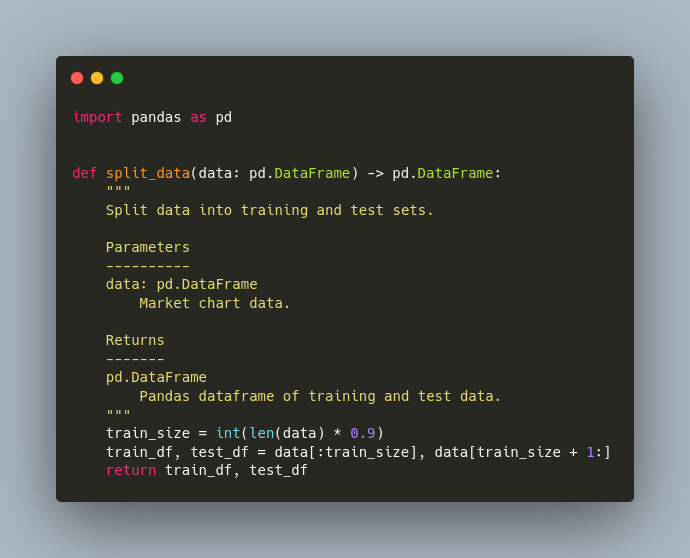 import pandas as pd
def split_data(data: pd.DataFrame) -> pd.DataFrame:
    """
    Split data into training and test sets.
    Parameters
    ----------
    data: pd.DataFrame
        Market chart data.
    Returns
    -------
    pd.DataFrame
        Pandas dataframe of training and test data.
    """
    train_size = int(len(data) * 0.9)
    train_df, test_df = data[:train_size], data[train_size + 1:]
    return train_df, test_df